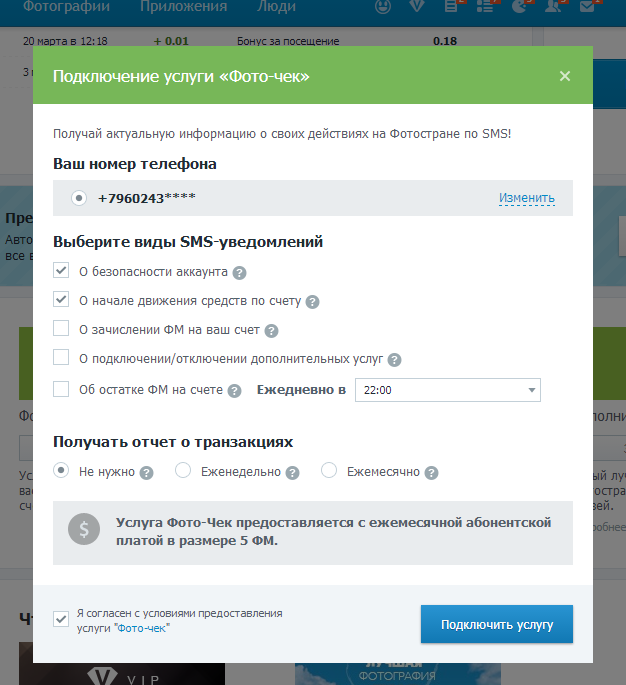 Фотографии Приложения Люди
20 марта в 12:18 + 0.01 Бонус за посещение 0.18
Подключение услуги «Фото-чек»
Получай актуальную информацию о своих действиях на Фотостране по SMS!
Ваш номер телефона
+7960243**** Изменить
Выберите виды SMS-уведомлений
О безопасности аккаунта ?
О начале движения средств по счету ?
О зачислении ФМ на ваш счет ?
О подключении/отключении дополнительных услуг ?
Об остатке ФМ на счете ? Ежедневно в 22:00
Получать отчет о транзакциях
Не нужно ? Еженедельно ? Ежемесячно ?
$ Услуга Фото-Чек предоставляется с ежемесячной абонентской
платой в размере 5 ФМ.
Я согласен с условиями предоставления
услуги "Фото-чек"
Подключить услугу
VIP
ЛУЧШАЯ
ФОТОГРАФИЯ